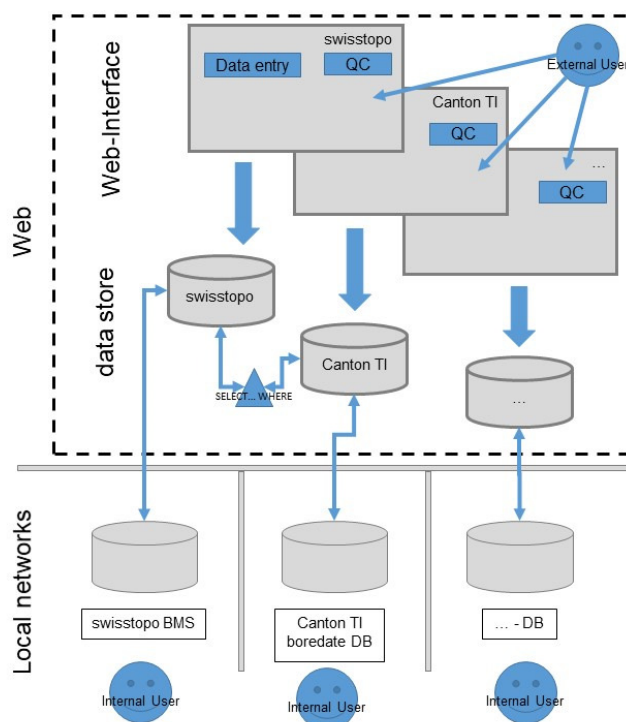 swisstopo
Data entry
QC
External User
Canton TI
QC
…
QC
Web-Interface
Web
data store
swisstopo
Canton TI
SELECT... WHERE
…
Local networks
swisstopo BMS
Canton TI
boredate DB
… - DB
Internal User
Internal User
Internal User